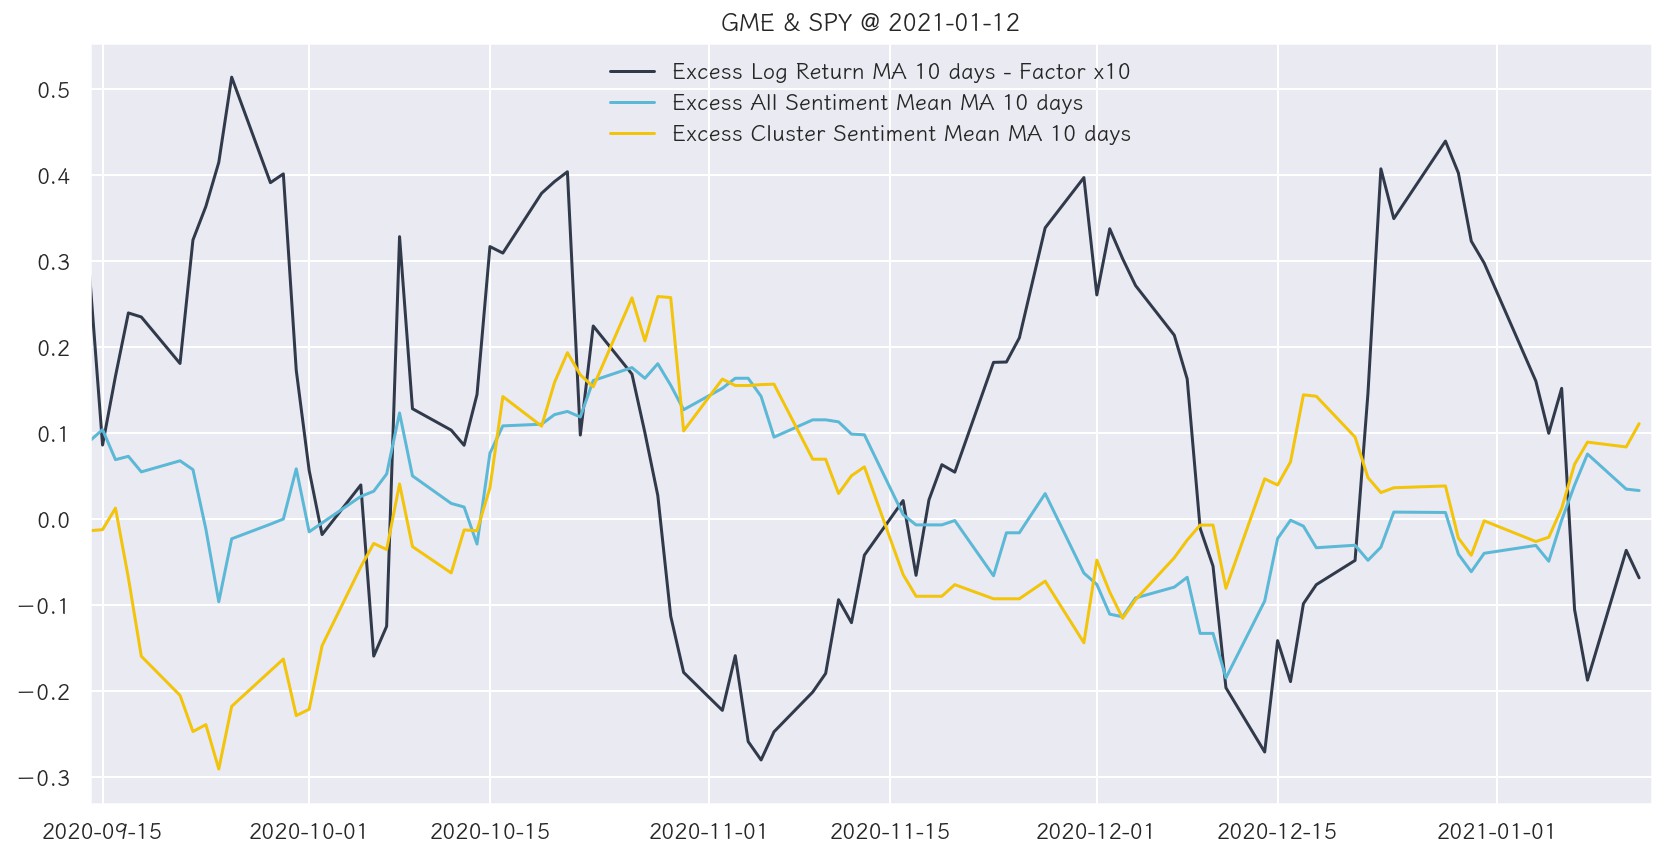 GME & SPY @ 2021-01-12
Excess Log Return MA 10 days - Factor x10
Excess All Sentiment Mean MA 10 days
Excess Cluster Sentiment Mean MA 10 days
0.5
0.4
0.3
0.2
0.1
0.0
−0.1
−0.2
−0.3
2020-09-15 2020-10-01 2020-10-15 2020-11-01 2020-11-15 2020-12-01 2020-12-15 2021-01-01